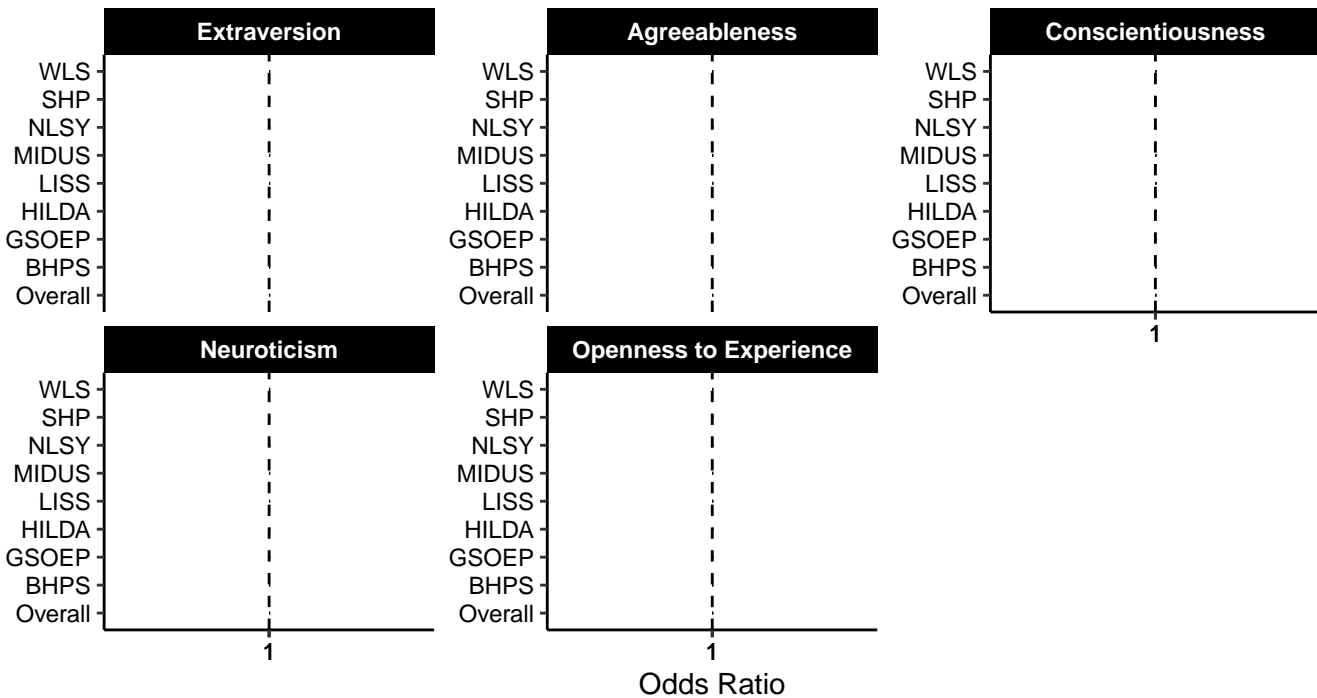 Extraversion
WLS
SHP
NLSY
MIDUS
LISS
HILDA
GSOEP
BHPS
Overall
Agreeableness
WLS
SHP
NLSY
MIDUS
LISS
HILDA
GSOEP
BHPS
Overall
Conscientiousness
WLS
SHP
NLSY
MIDUS
LISS
HILDA
GSOEP
BHPS
Overall
1
Neuroticism
WLS
SHP
NLSY
MIDUS
LISS
HILDA
GSOEP
BHPS
Overall
1
Openness to Experience
WLS
SHP
NLSY
MIDUS
LISS
HILDA
GSOEP
BHPS
Overall
1
Odds Ratio